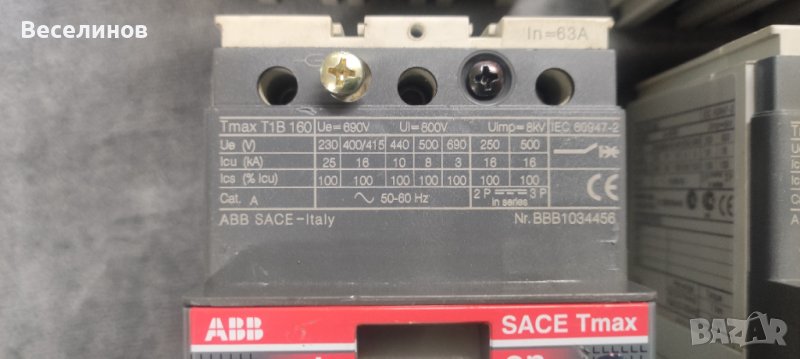 Веселинов
In=63A
Tmax T1B 160 Ue=690V Ui=800V Uimp=8kV IEC 60947-2
Ue (V) 230 400/415 440 500 690 250 500
Icu (kA) 25 16 10 8 3 16 16
Ics (% Icu) 100 100 100 100 100 100 100
Cat. A 50-60 Hz 2 P 3 P in series CE
ABB SACE-Italy Nr. BBB1034456
ABB SACE Tmax
BAZAR